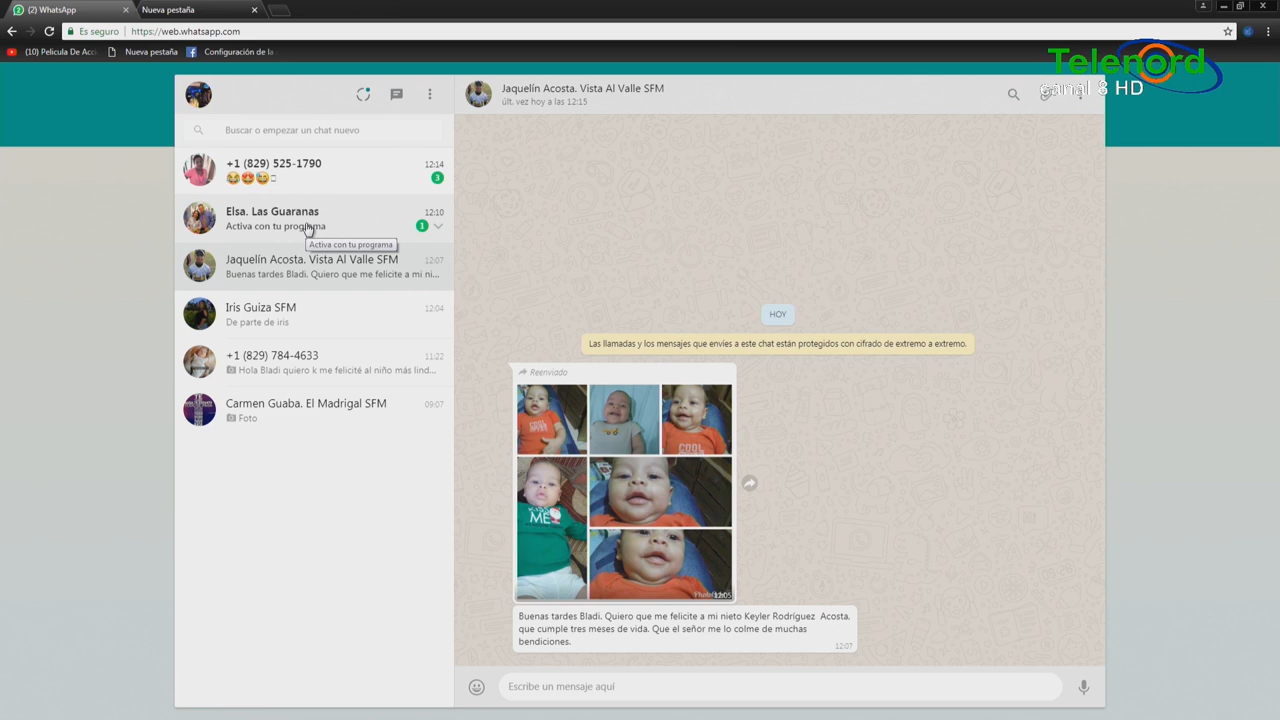 (2) WhatsApp
Nueva pestaña
Es seguro
https://web.whatsapp.com
(10) Pelicula De Acci
Nueva pestaña
Configuración de la
Telenord
canal 8 HD
Jaquelín Acosta. Vista Al Valle SFM
últ. vez hoy a las 12:15
Buscar o empezar un chat nuevo
+1 (829) 525-1790
12:14
😂😍😅
3
Elsa. Las Guaranas
12:10
Activa con tu programa
1
Activa con tu programa
Jaquelín Acosta. Vista Al Valle SFM
12:07
Buenas tardes Bladi. Quiero que me felicite a mi ni...
Iris Guiza SFM
12:04
De parte de iris
+1 (829) 784-4633
11:22
Hola Bladi quiero k me felicité al niño más lind...
Carmen Guaba. El Madrigal SFM
09:07
Foto
HOY
Las llamadas y los mensajes que envíes a este chat están protegidos con cifrado de extremo a extremo.
Reenviado
COOL
COOL
ME
12:05
Buenas tardes Bladi. Quiero que me felicite a mi nieto Keyler Rodríguez Acosta,
que cumple tres meses de vida. Que el señor me lo colme de muchas
bendiciones.
12:07
Escribe un mensaje aquí